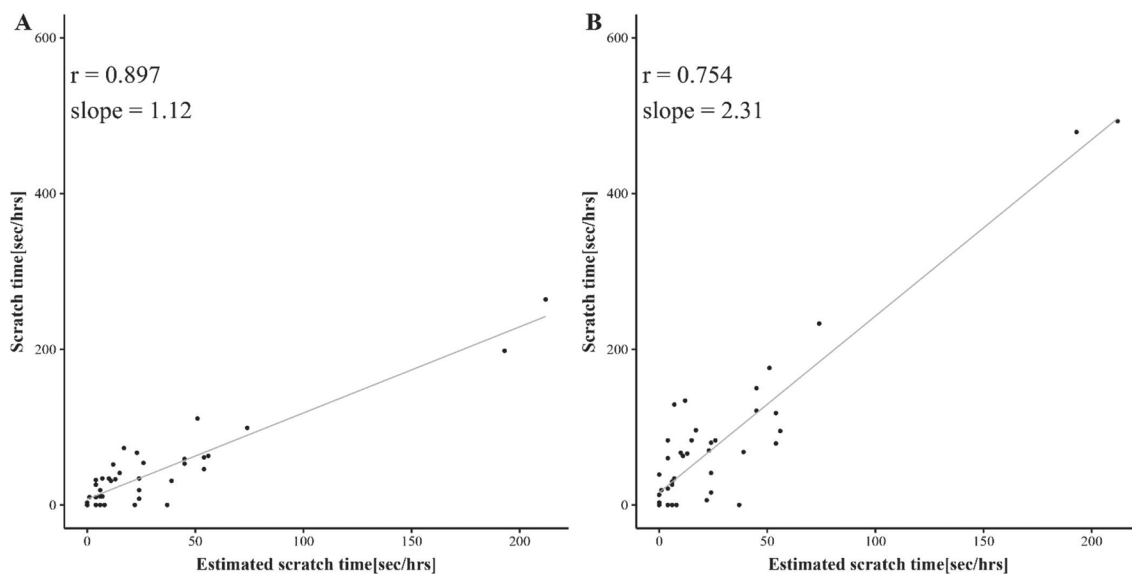 A
600
r = 0.897
slope = 1.12
400
200
0
Scratch time[sec/hrs]
0 50 100 150 200
Estimated scratch time[sec/hrs]
B
600
r = 0.754
slope = 2.31
400
200
0
Scratch time[sec/hrs]
0 50 100 150 200
Estimated scratch time[sec/hrs]